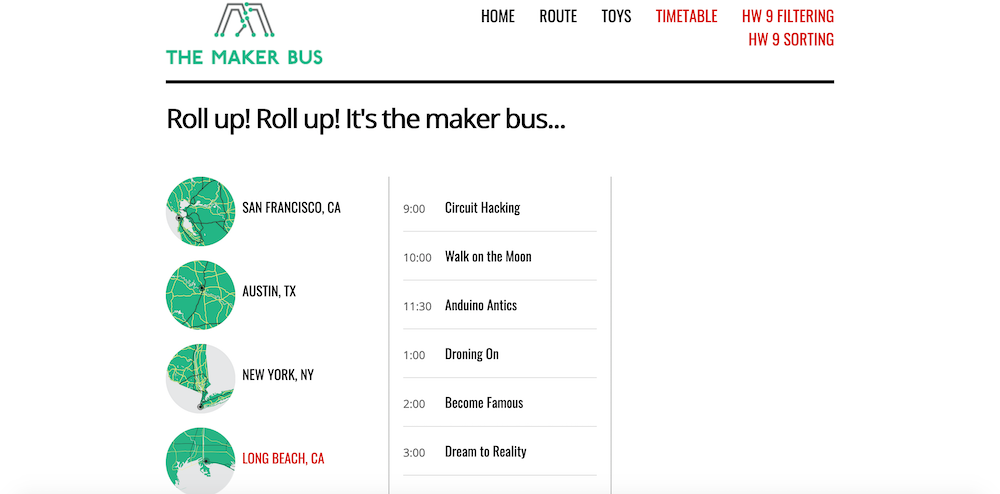 THE MAKER BUS
HOME ROUTE TOYS TIMETABLE HW 9 FILTERING
HW 9 SORTING
Roll up! Roll up! It's the maker bus...
SAN FRANCISCO, CA
AUSTIN, TX
NEW YORK, NY
LONG BEACH, CA
9:00 Circuit Hacking
10:00 Walk on the Moon
11:30 Anduino Antics
1:00 Droning On
2:00 Become Famous
3:00 Dream to Reality